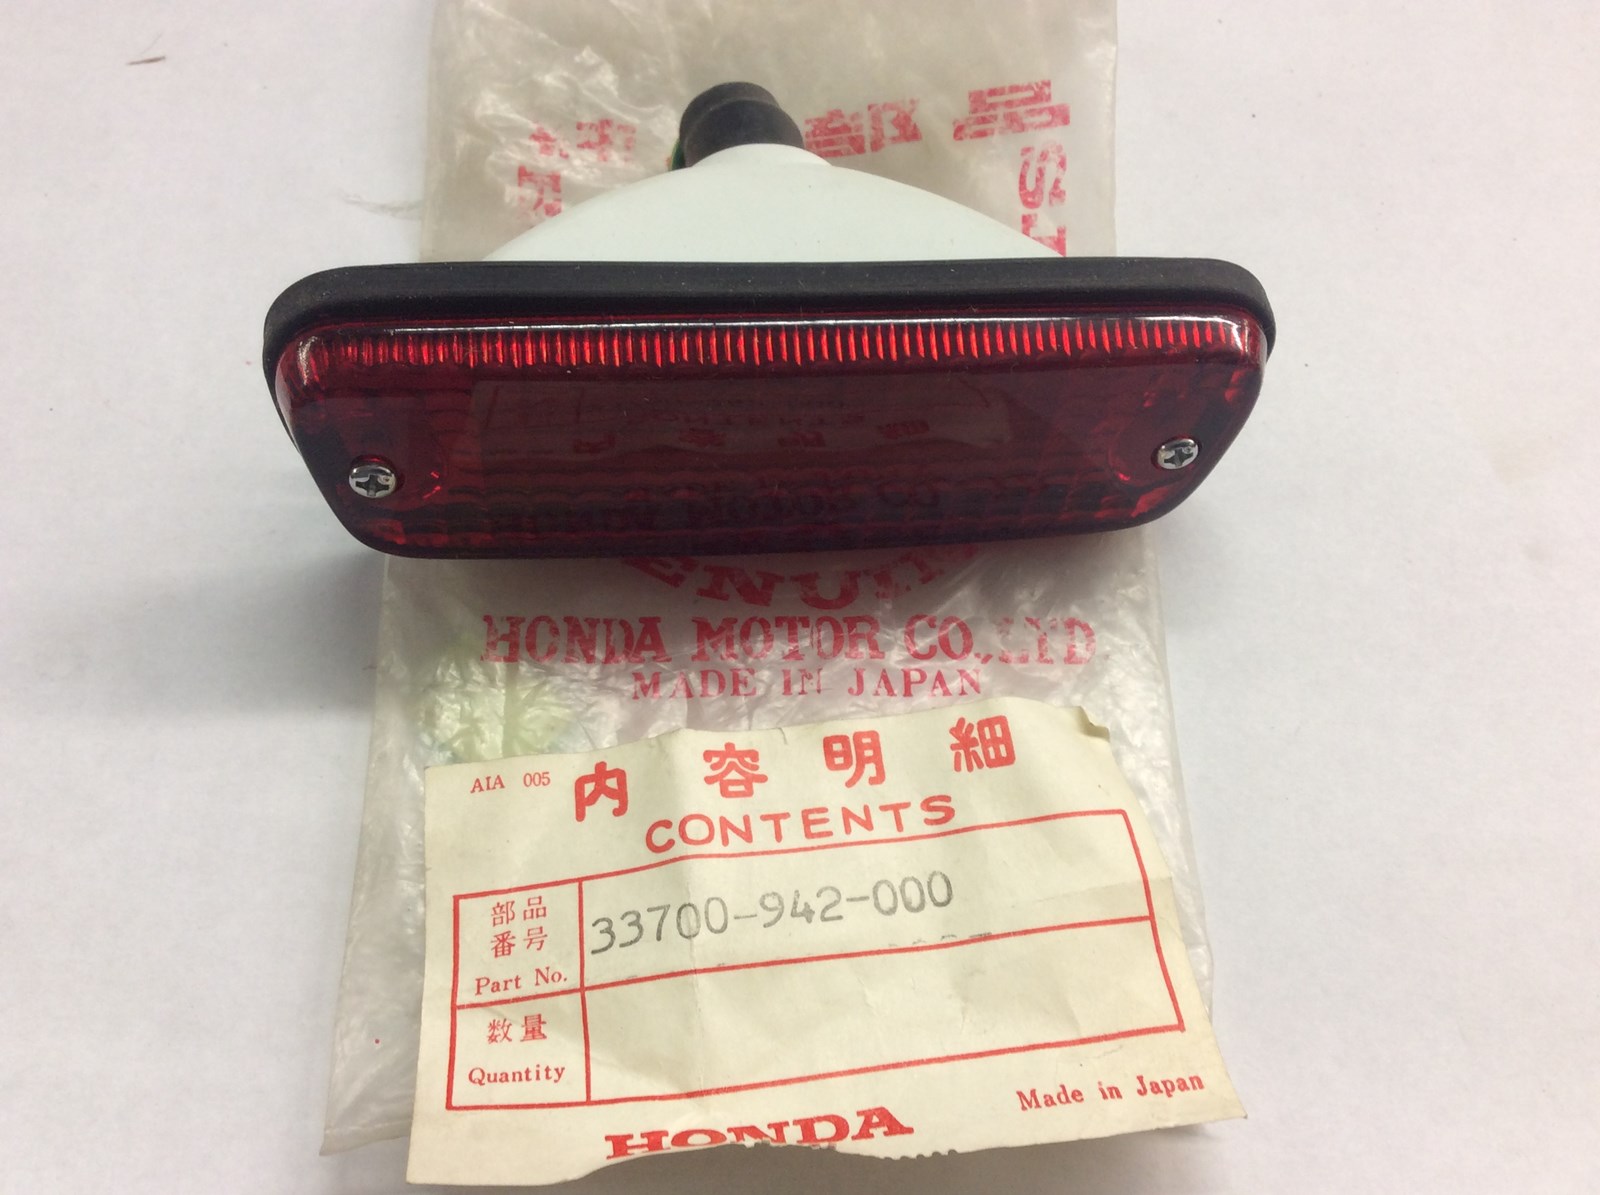 HONDA MOTOR CO., LTD
MADE IN JAPAN
AIA 005
内容明細
CONTENTS
部品
番号
Part No.
33700-942-000
数量
Quantity
Made in Japan
HONDA